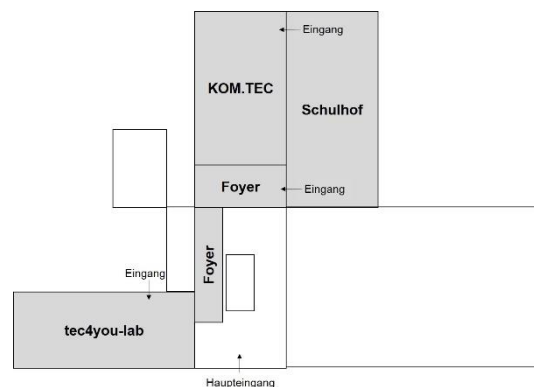 Eingang
KOM.TEC
Schulhof
Foyer
Eingang
Foyer
Eingang
tec4you-lab
Haupteingang